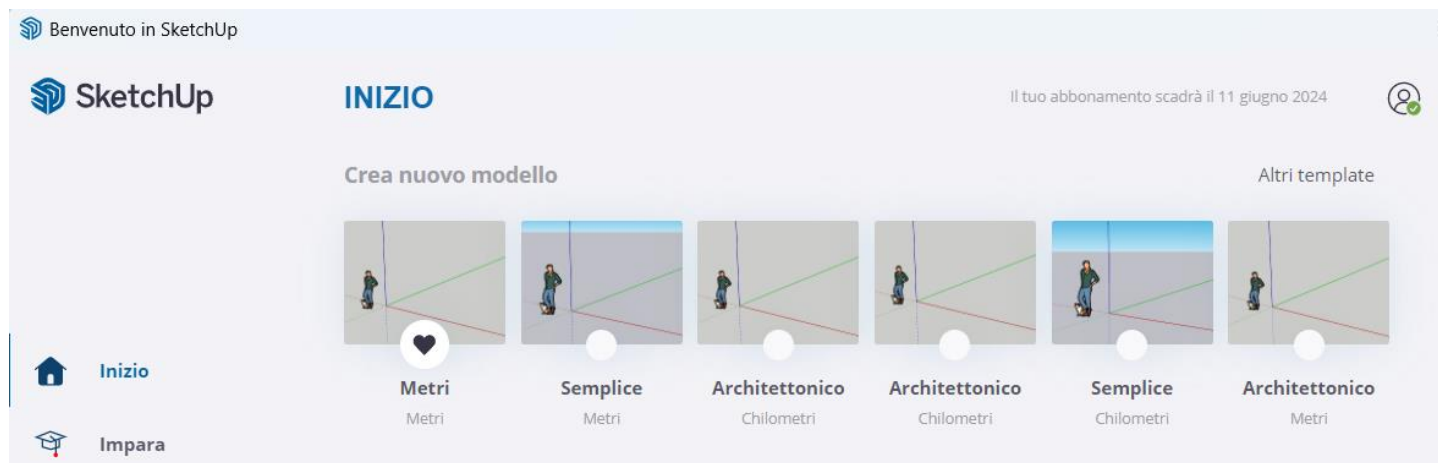 Benvenuto in SketchUp
SketchUp
INIZIO
Il tuo abbonamento scadrà il 11 giugno 2024
Crea nuovo modello
Altri template
Inizio
Impara
Metri
Metri
Semplice
Metri
Architettonico
Chilometri
Architettonico
Chilometri
Semplice
Chilometri
Architettonico
Metri